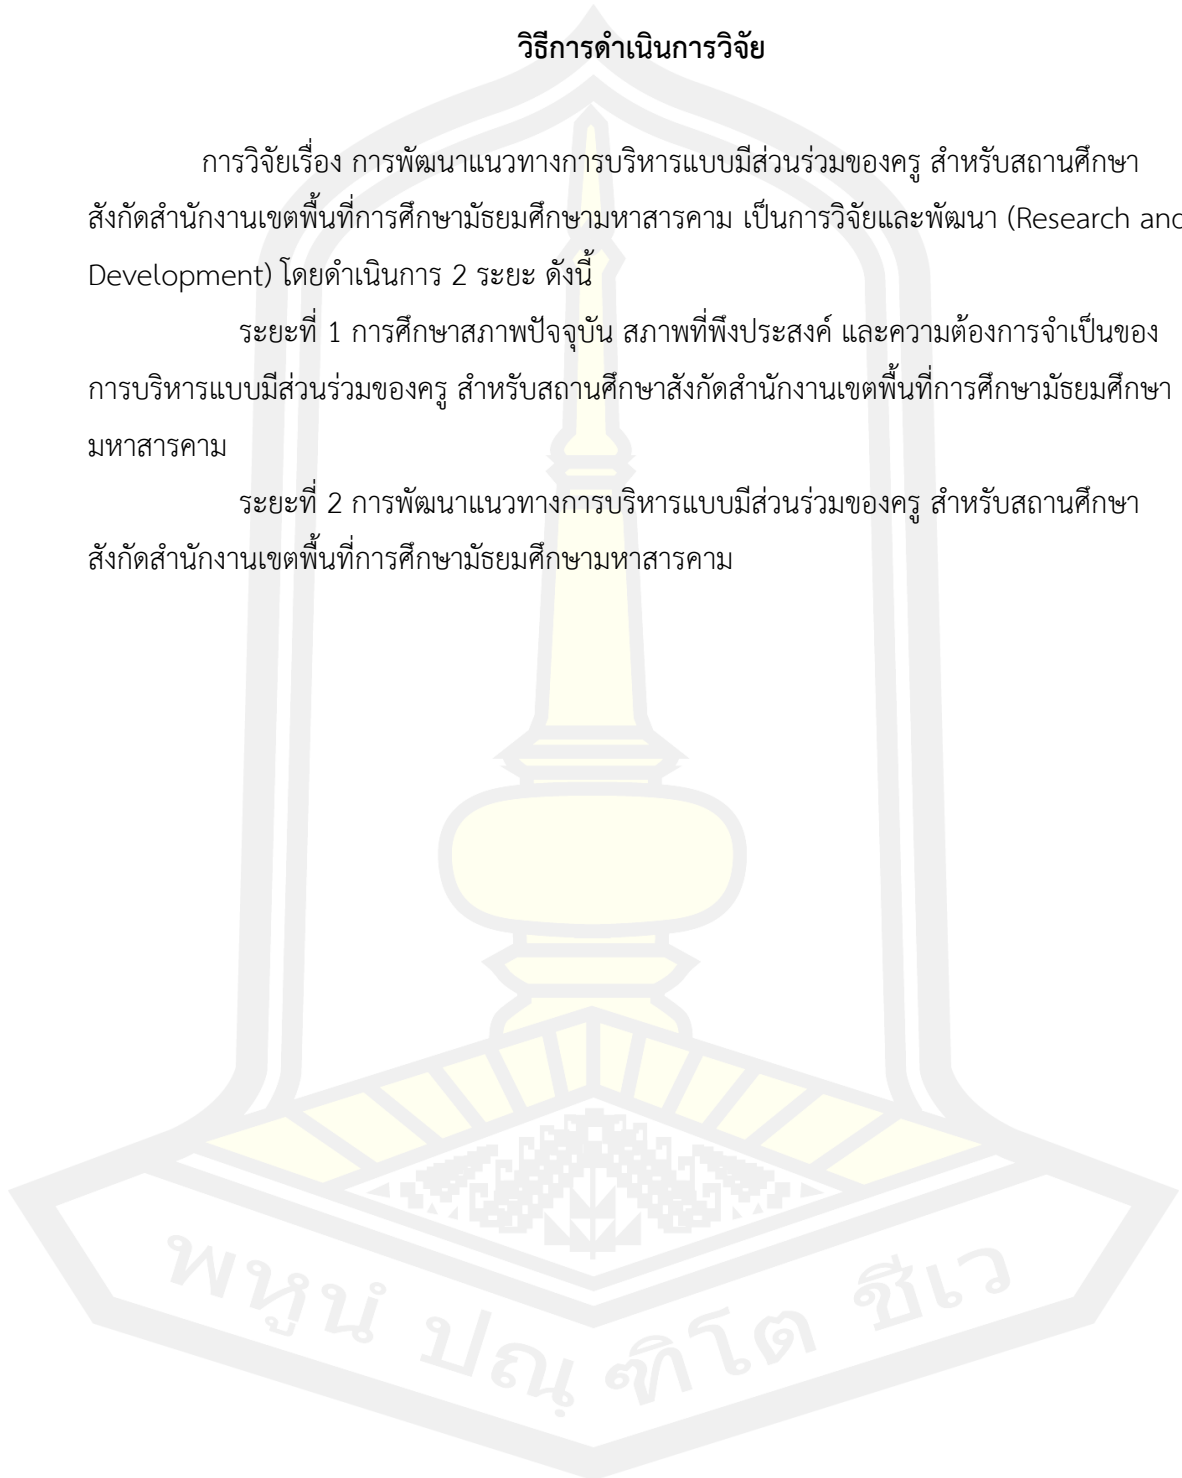 วิธีการดำเนินการวิจัย
การวิจัยเรื่อง การพัฒนาแนวทางการบริหารแบบมีส่วนร่วมของครู สำหรับสถานศึกษา
สังกัดสำนักงานเขตพื้นที่การศึกษามัธยมศึกษามหาสารคาม เป็นการวิจัยและพัฒนา (Research and
Development) โดยดำเนินการ 2 ระยะ ดังนี้
ระยะที่ 1 การศึกษาสภาพปัจจุบัน สภาพที่พึงประสงค์ และความต้องการจำเป็นของ
การบริหารแบบมีส่วนร่วมของครู สำหรับสถานศึกษาสังกัดสำนักงานเขตพื้นที่การศึกษามัธยมศึกษา
มหาสารคาม
ระยะที่ 2 การพัฒนาแนวทางการบริหารแบบมีส่วนร่วมของครู สำหรับสถานศึกษา
สังกัดสำนักงานเขตพื้นที่การศึกษามัธยมศึกษามหาสารคาม
พหูนํ ปณฺฑิโต ชีเว